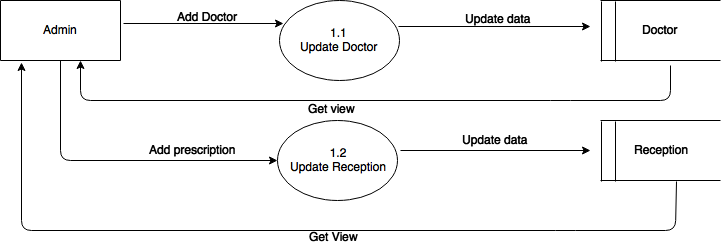 Admin
Add Doctor
1.1
Update Doctor
Update data
Doctor
Get view
Add prescription
1.2
Update Reception
Update data
Reception
Get View